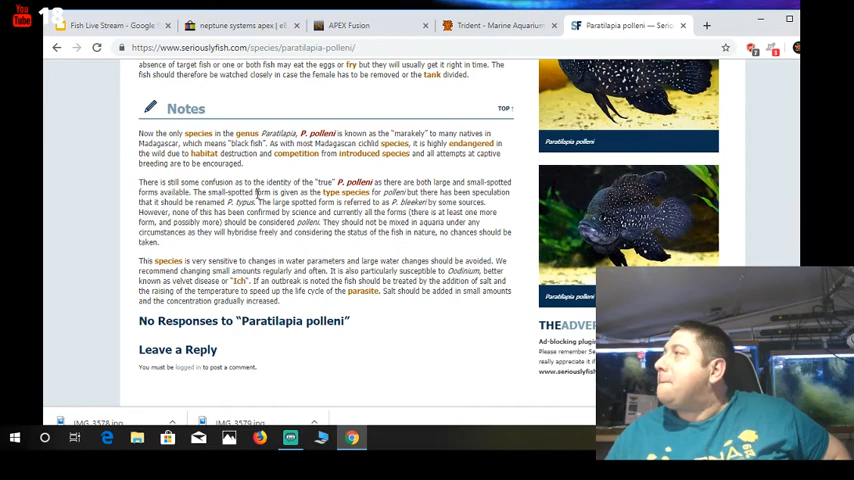 18
YouTube
Fish Live Stream - Google
neptune systems apex | eB
APEX Fusion
Trident - Marine Aquarium
Paratilapia polleni — Serio
https://www.seriouslyfish.com/species/paratilapia-polleni/
absence of target fish or one or both fish may eat the eggs or fry but they will usually get it right in time. The
fish should therefore be watched closely in case the female has to be removed or the tank divided.
Notes
TOP ↑
Now the only species in the genus Paratilapia, P. polleni is known as the "marakely" to many natives in
Madagascar, which means "black fish". As with most Madagascan cichlid species, it is highly endangered in
the wild due to habitat destruction and competition from introduced species and all attempts at captive
breeding are to be encouraged.
There is still some confusion as to the identity of the "true" P. polleni as there are both large and small-spotted
forms available. The small-spotted form is given as the type species for polleni but there has been speculation
that it should be renamed P. typus. The large spotted form is referred to as P. bleekeri by some sources.
However, none of this has been confirmed by science and currently all the forms (there is at least one more
form, and possibly more) should be considered polleni. They should not be mixed in aquaria under any
circumstances as they will hybridise freely and considering the status of the fish in nature, no chances should be
taken.
This species is very sensitive to changes in water parameters and large water changes should be avoided. We
recommend changing small amounts regularly and often. It is also particularly susceptible to Oodinium, better
known as velvet disease or "Ich". If an outbreak is noted the fish should be treated by the addition of salt and
the raising of the temperature to speed up the life cycle of the parasite. Salt should be added in small amounts
and the concentration gradually increased.
No Responses to "Paratilapia polleni"
Leave a Reply
You must be logged in to post a comment.
Paratilapia polleni
Paratilapia polleni
THE ADVER
Ad-blocking plugin
Please remember Se
really appreciate it if
www.seriouslyfish.
IMG_3578.jpg
IMG_3579.jpg